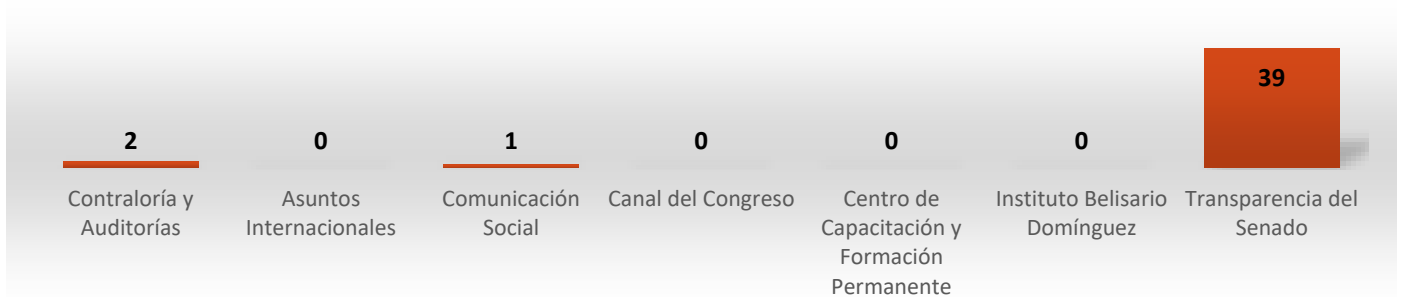 39
2
0
1
0
0
0
Contraloría y
Auditorías
Asuntos
Internacionales
Comunicación
Social
Canal del Congreso
Centro de
Capacitación y
Formación
Permanente
Instituto Belisario
Domínguez
Transparencia del
Senado